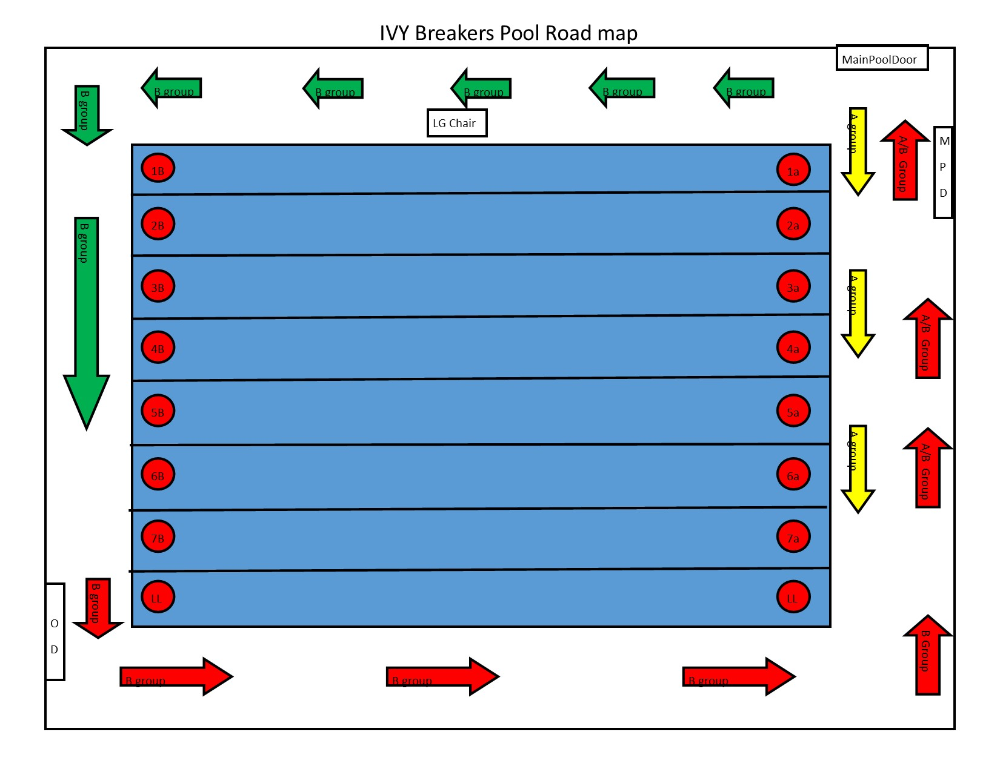 IVY Breakers Pool Road map
MainPoolDoor
B group
B group
B group
B group
B group
B group
LG Chair
A group
A/B Group
M
P
D
1B
1a
2B
2a
B group
3B
3a
A group
4B
4a
A/B Group
5B
5a
6B
6a
A group
A/B Group
7B
7a
LL
LL
B group
O
D
B Group
B group
B group
B group